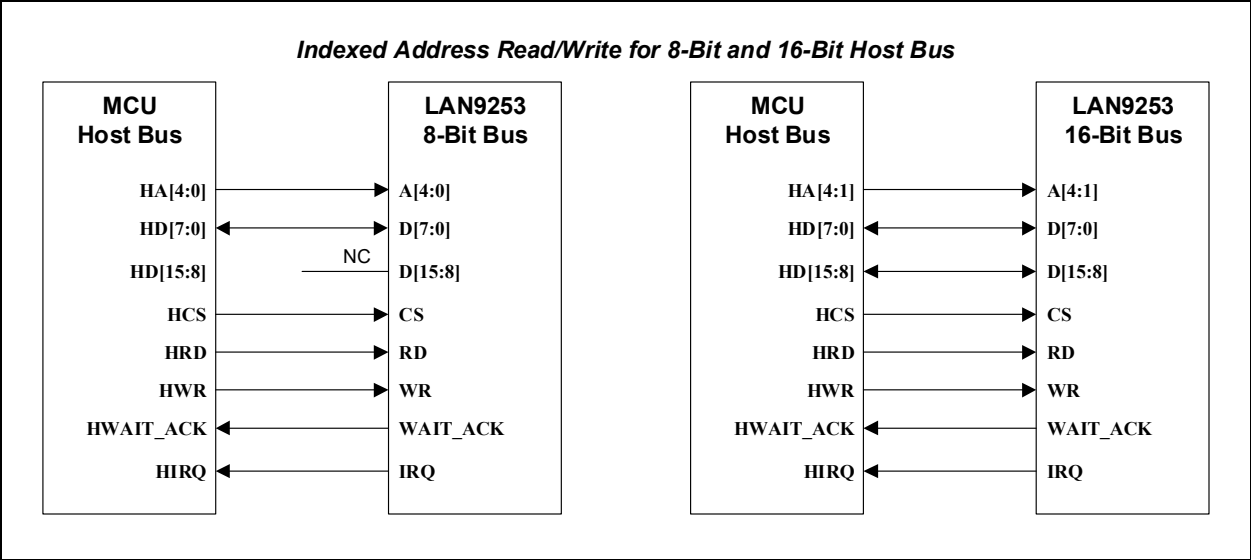 Indexed Address Read/Write for 8-Bit and 16-Bit Host Bus
MCU
Host Bus
LAN9253
8-Bit Bus
HA[4:0]
A[4:0]
HD[7:0]
D[7:0]
HD[15:8]
NC
D[15:8]
HCS
CS
HRD
RD
HWR
WR
HWAIT_ACK
WAIT_ACK
HIRQ
IRQ
MCU
Host Bus
LAN9253
16-Bit Bus
HA[4:1]
A[4:1]
HD[7:0]
D[7:0]
HD[15:8]
D[15:8]
HCS
CS
HRD
RD
HWR
WR
HWAIT_ACK
WAIT_ACK
HIRQ
IRQ